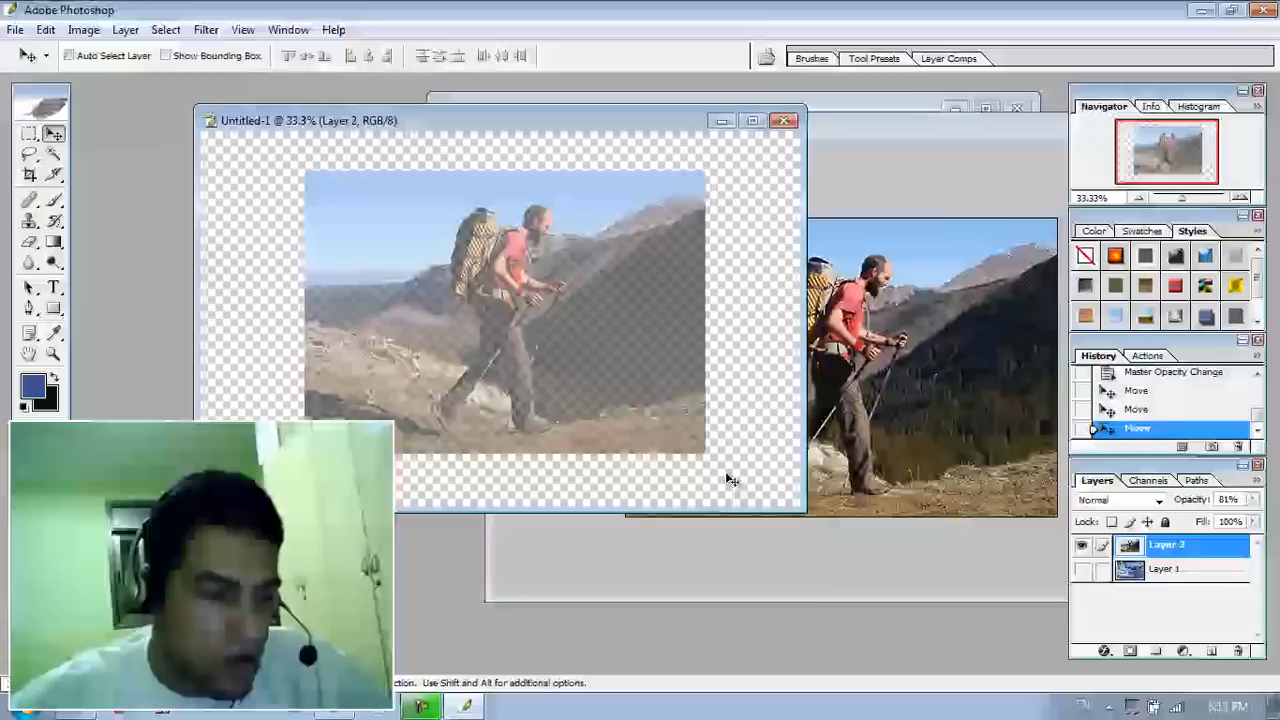 Adobe Photoshop
File Edit Image Layer Select Filter View Window Help
Auto Select Layer Show Bounding Box
Brushes Tool Presets Layer Comps
Untitled-1 @ 33.3% (Layer 2, RGB/8)
Navigator Info Histogram
33.33%
Color Swatches Styles
History Actions
Master Opacity Change
Move
Move
Move
Layers Channels Paths
Normal Opacity: 81%
Lock: Fill: 100%
Layer 2
Layer 1
ction. Use Shift and Alt for additional options.